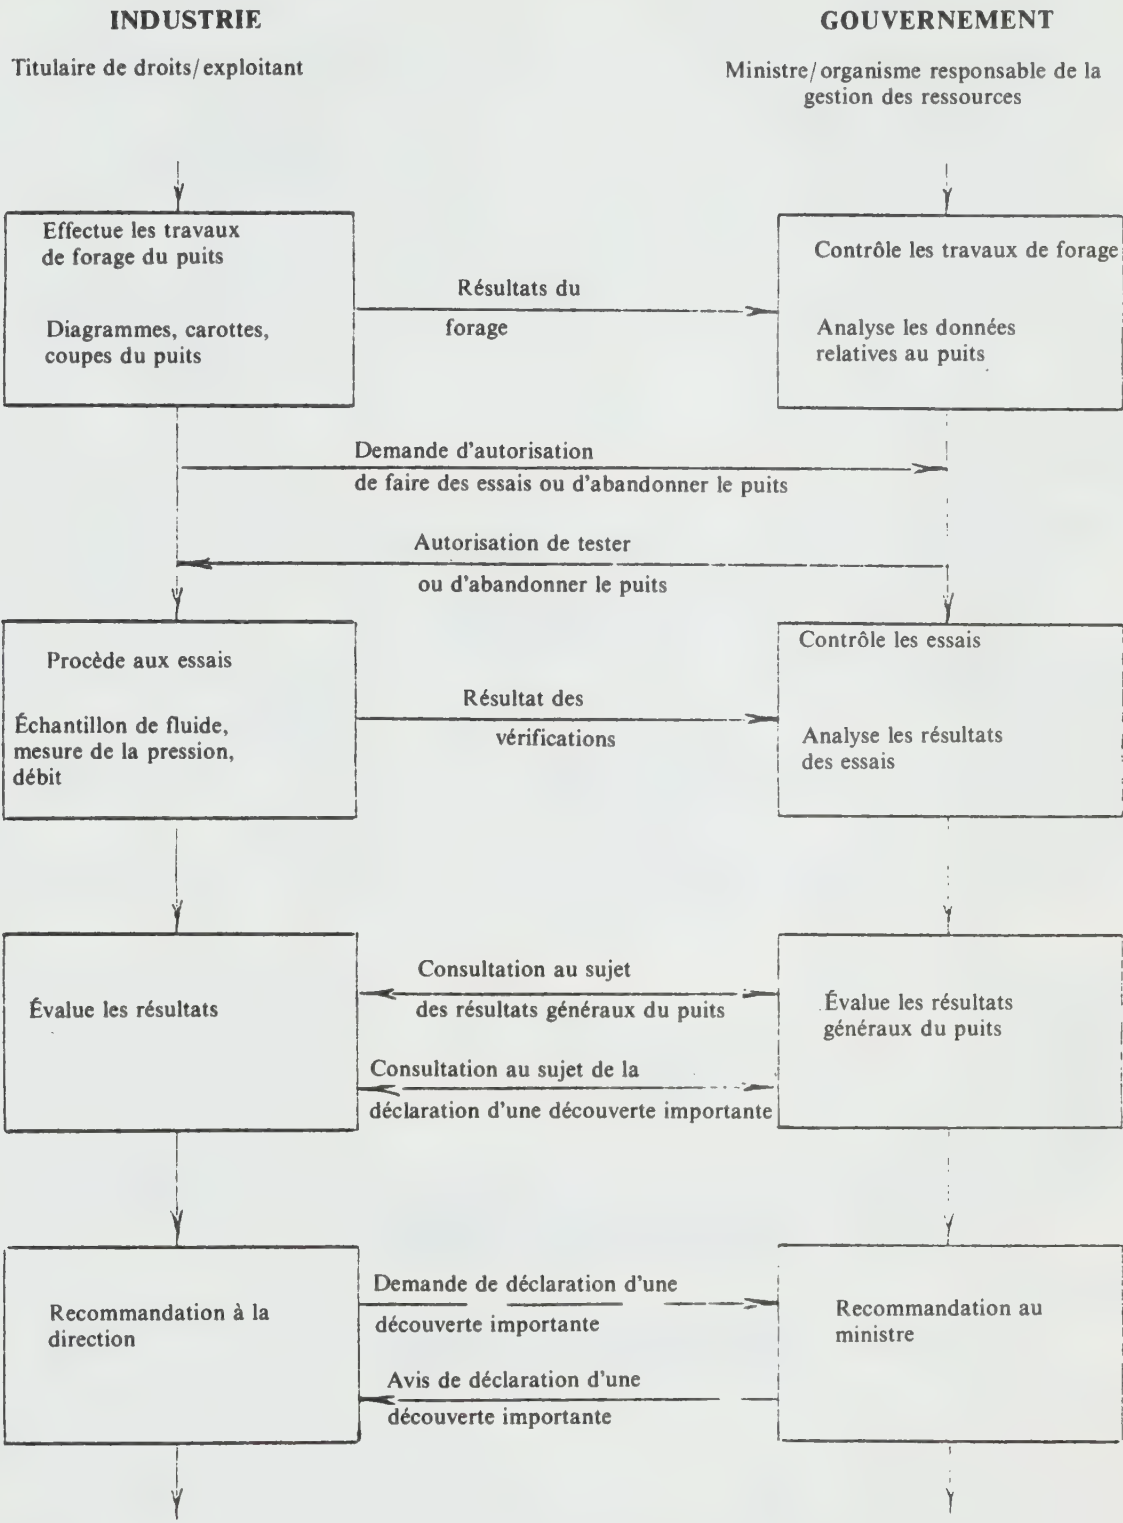 INDUSTRIE
GOUVERNEMENT
Titulaire de droits/exploitant
Ministre/organisme responsable de la
gestion des ressources
Effectue les travaux
de forage du puits
Diagrammes, carottes,
coupes du puits
Résultats du
forage
Contrôle les travaux de forage
Analyse les données
relatives au puits
Demande d'autorisation
de faire des essais ou d'abandonner le puits
Autorisation de tester
ou d'abandonner le puits
Procède aux essais
Échantillon de fluide,
mesure de la pression,
débit
Résultat des
vérifications
Contrôle les essais
Analyse les résultats
des essais
Évalue les résultats
Consultation au sujet
des résultats généraux du puits
Consultation au sujet de la
déclaration d'une découverte importante
Évalue les résultats
généraux du puits
Recommandation à la
direction
Demande de déclaration d'une
découverte importante
Avis de déclaration d'une
découverte importante
Recommandation au
ministre